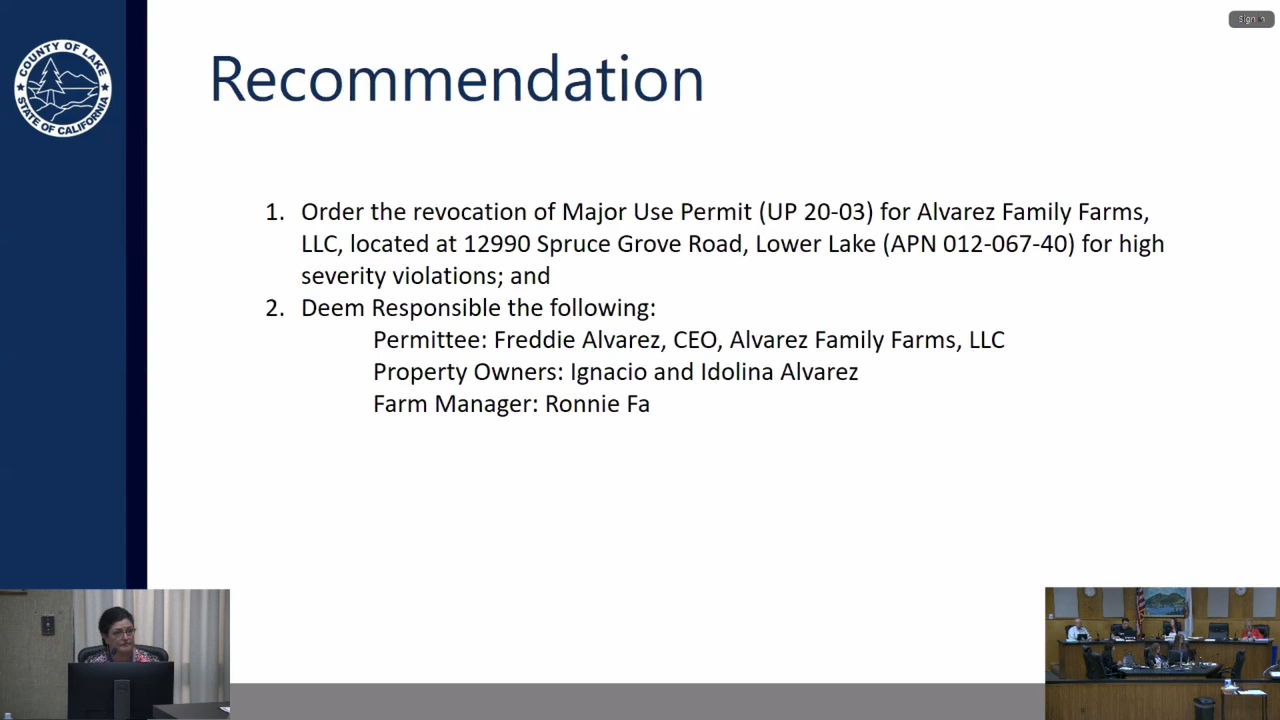 Sign in
COUNTY OF LAKE
STATE OF CALIFORNIA
Recommendation
1. Order the revocation of Major Use Permit (UP 20-03) for Alvarez Family Farms,
LLC, located at 12990 Spruce Grove Road, Lower Lake (APN 012-067-40) for high
severity violations; and
2. Deem Responsible the following:
Permittee: Freddie Alvarez, CEO, Alvarez Family Farms, LLC
Property Owners: Ignacio and Idolina Alvarez
Farm Manager: Ronnie Fa